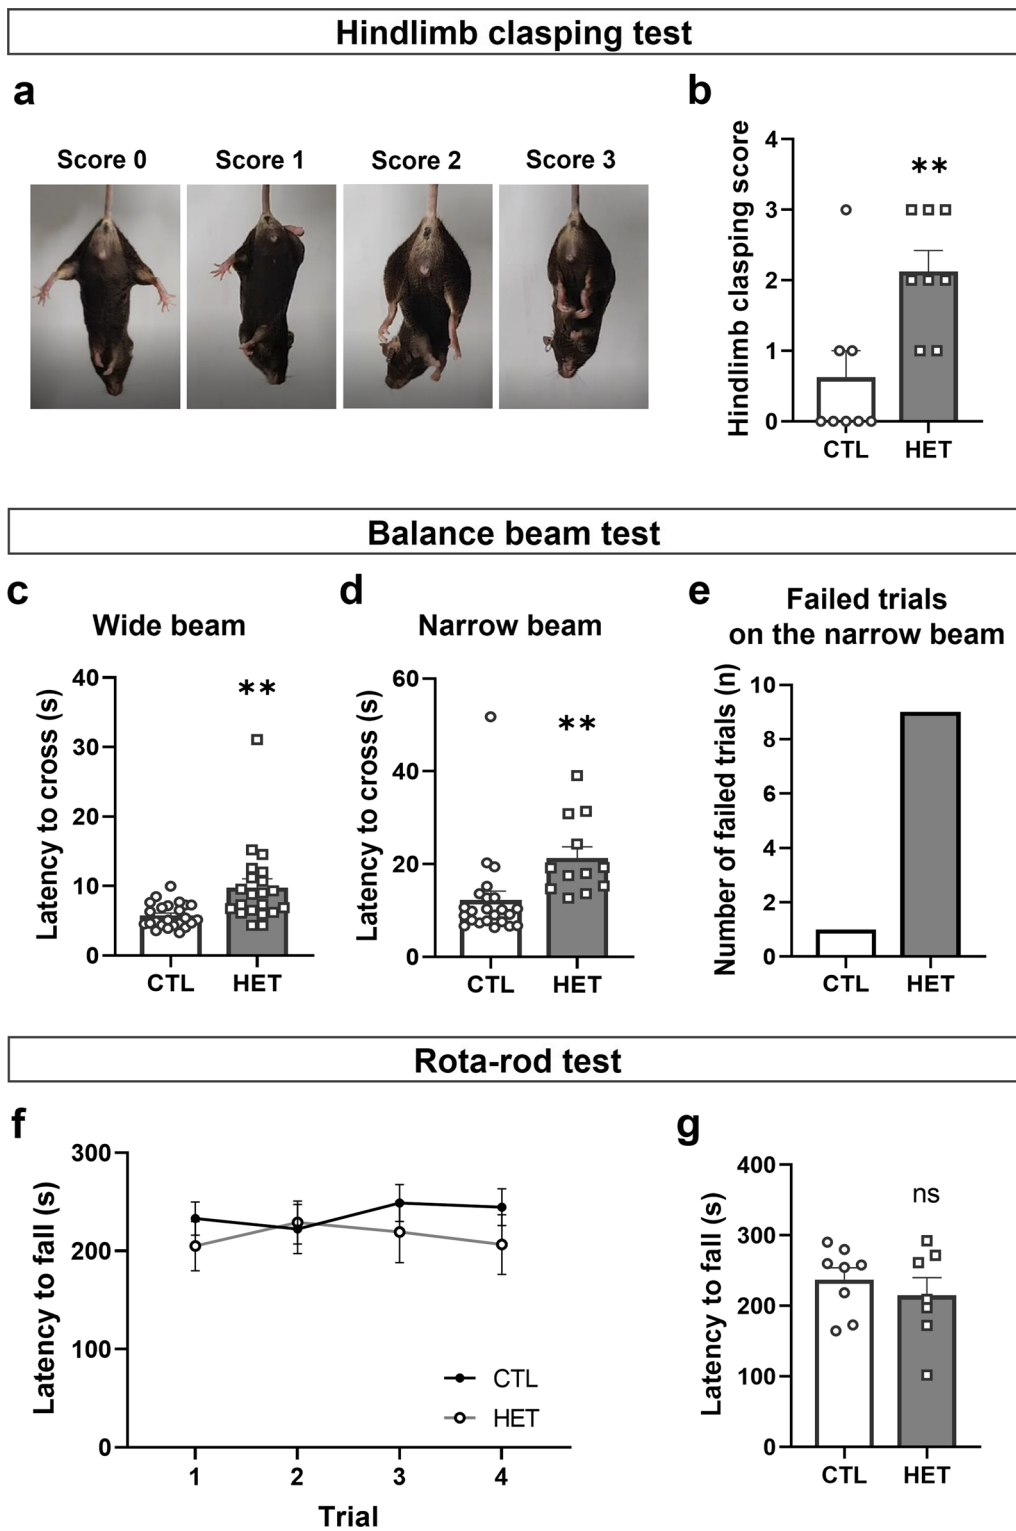 Hindlimb clasping test
a
b
Score 0
Score 1
Score 2
Score 3
Hindlimb clasping score
4
3
2
1
0
**
CTL
HET
Balance beam test
c
Wide beam
Latency to cross (s)
40
30
20
10
0
**
CTL
HET
d
Narrow beam
Latency to cross (s)
60
40
20
0
**
CTL
HET
e
Failed trials
on the narrow beam
Number of failed trials (n)
10
8
6
4
2
0
CTL
HET
Rota-rod test
f
Latency to fall (s)
300
200
100
0
CTL
HET
1
2
3
4
Trial
g
Latency to fall (s)
400
300
200
100
0
ns
CTL
HET